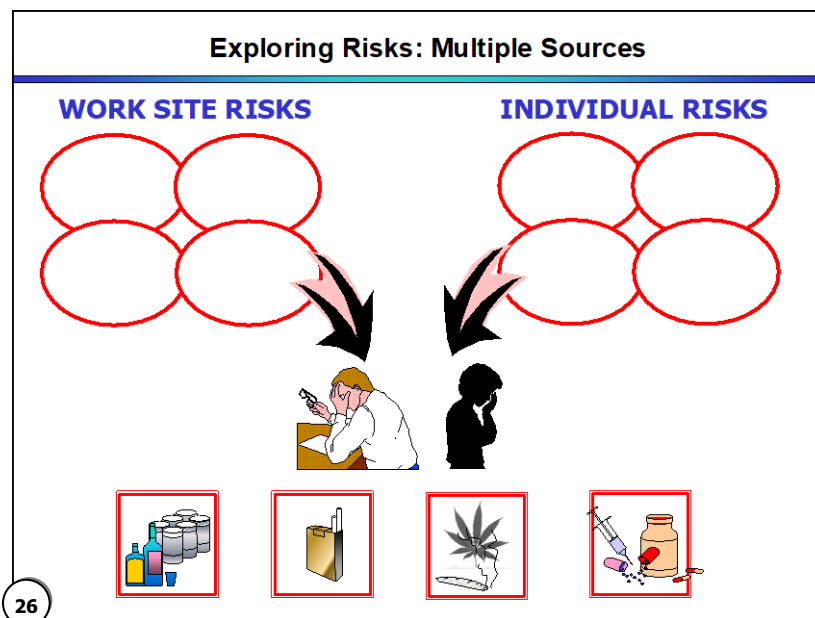 Exploring Risks: Multiple Sources
WORK SITE RISKS
INDIVIDUAL RISKS
26